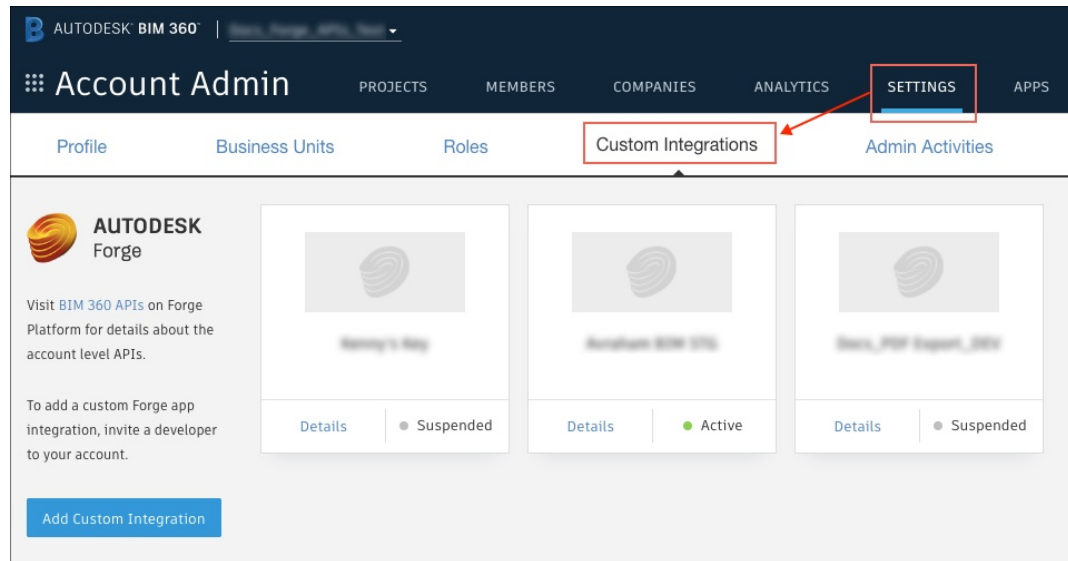 AUTODESK® BIM 360™
Account Admin
PROJECTS MEMBERS COMPANIES ANALYTICS SETTINGS APPS
Profile Business Units Roles Custom Integrations Admin Activities
AUTODESK
Forge
Visit BIM 360 APIs on Forge
Platform for details about the
account level APIs.
To add a custom Forge app
integration, invite a developer
to your account.
Add Custom Integration
Details Suspended
Details Active
Details Suspended